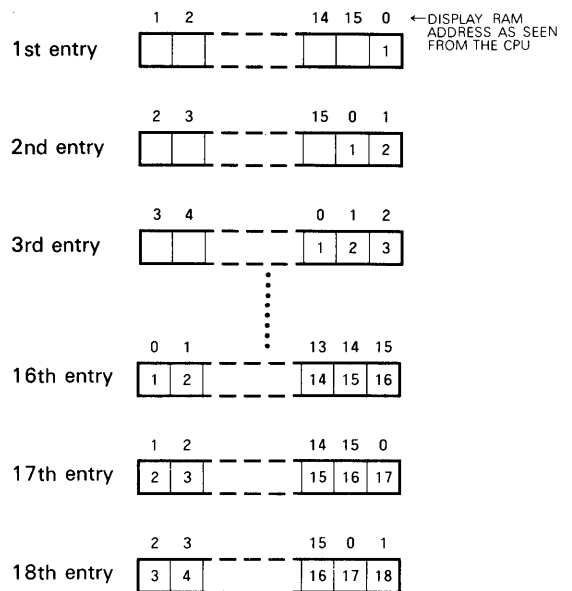 1 2 14 15 0 ←DISPLAY RAM
ADDRESS AS SEEN
FROM THE CPU
1st entry 1
2 3 15 0 1
2nd entry 1 2
3 4 0 1 2
3rd entry 1 2 3
0 1 13 14 15
16th entry 1 2 14 15 16
1 2 14 15 0
17th entry 2 3 15 16 17
2 3 15 0 1
18th entry 3 4 16 17 18